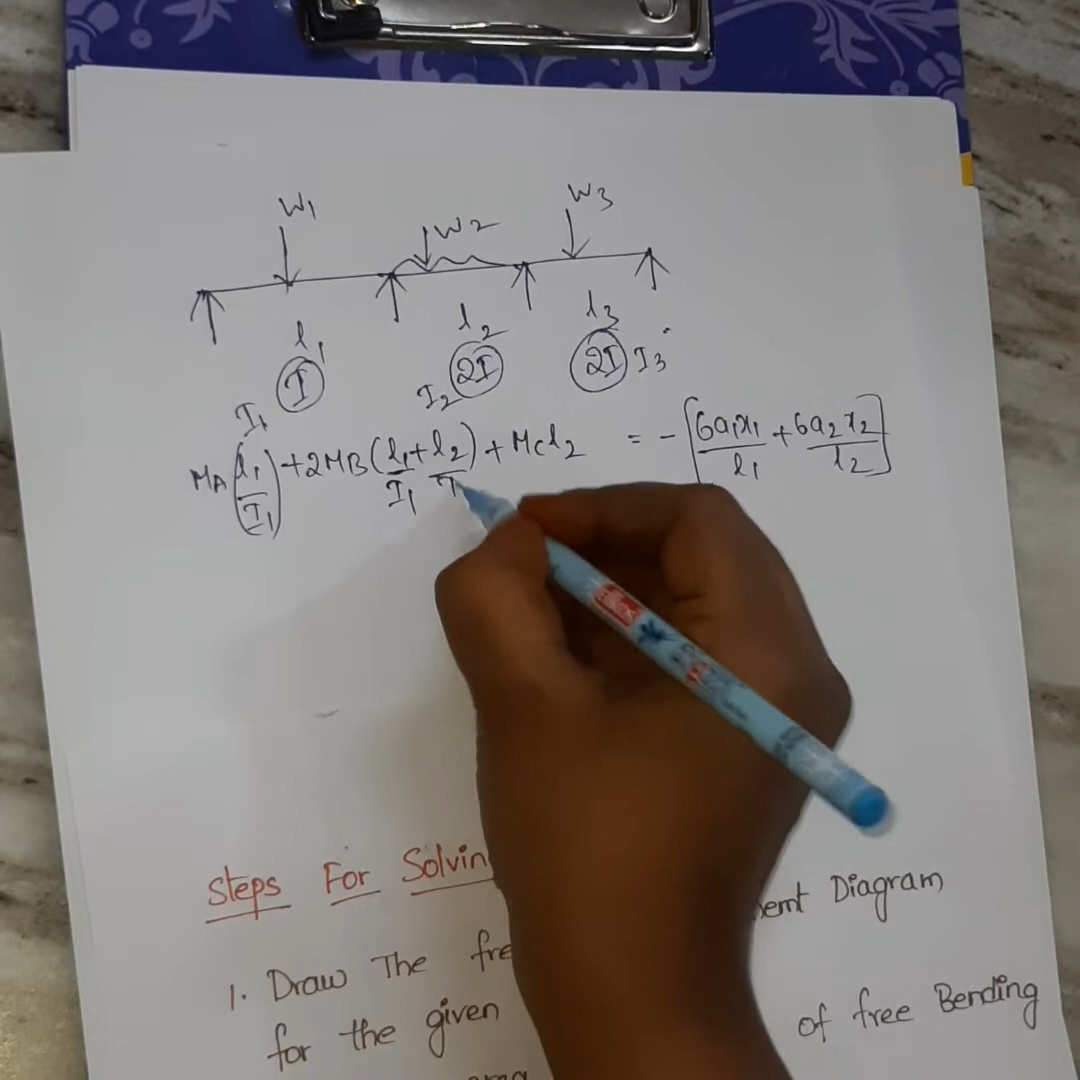 W1 W2 W3
l1 l2 l3
I 2I 2I I3
I1 I2
MA(l1/I1)+2MB(l1/I1+l2/I)+Mcl2 = -[6a1x1/l1+6a2x2/l2]
Steps For Solvin
ent Diagram
1. Draw The fre
for the given of free Bending